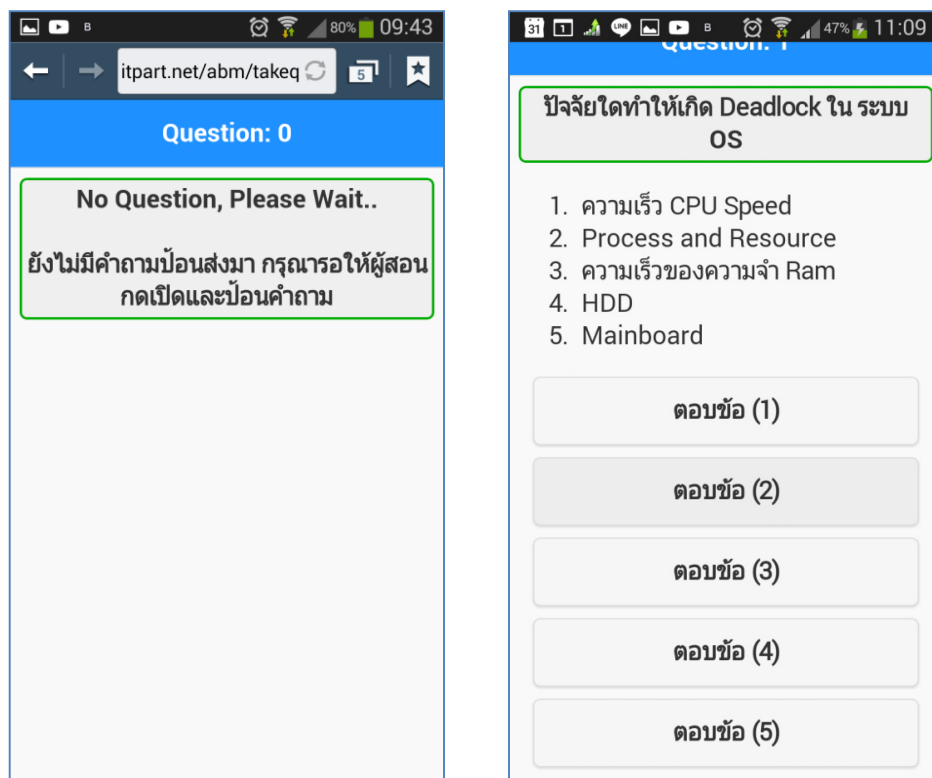 B
80%
09:43
itpart.net/abm/takeq
5
Question: 0
No Question, Please Wait..
ยังไม่มีคำถามป้อนส่งมา กรุณารอให้ผู้สอน
กดเปิดและป้อนคำถาม
31
1
LINE
B
47%
11:09
Question: 1
ปัจจัยใดทำให้เกิด Deadlock ใน ระบบ
OS
1. ความเร็ว CPU Speed
2. Process and Resource
3. ความเร็วของความจำ Ram
4. HDD
5. Mainboard
ตอบข้อ (1)
ตอบข้อ (2)
ตอบข้อ (3)
ตอบข้อ (4)
ตอบข้อ (5)